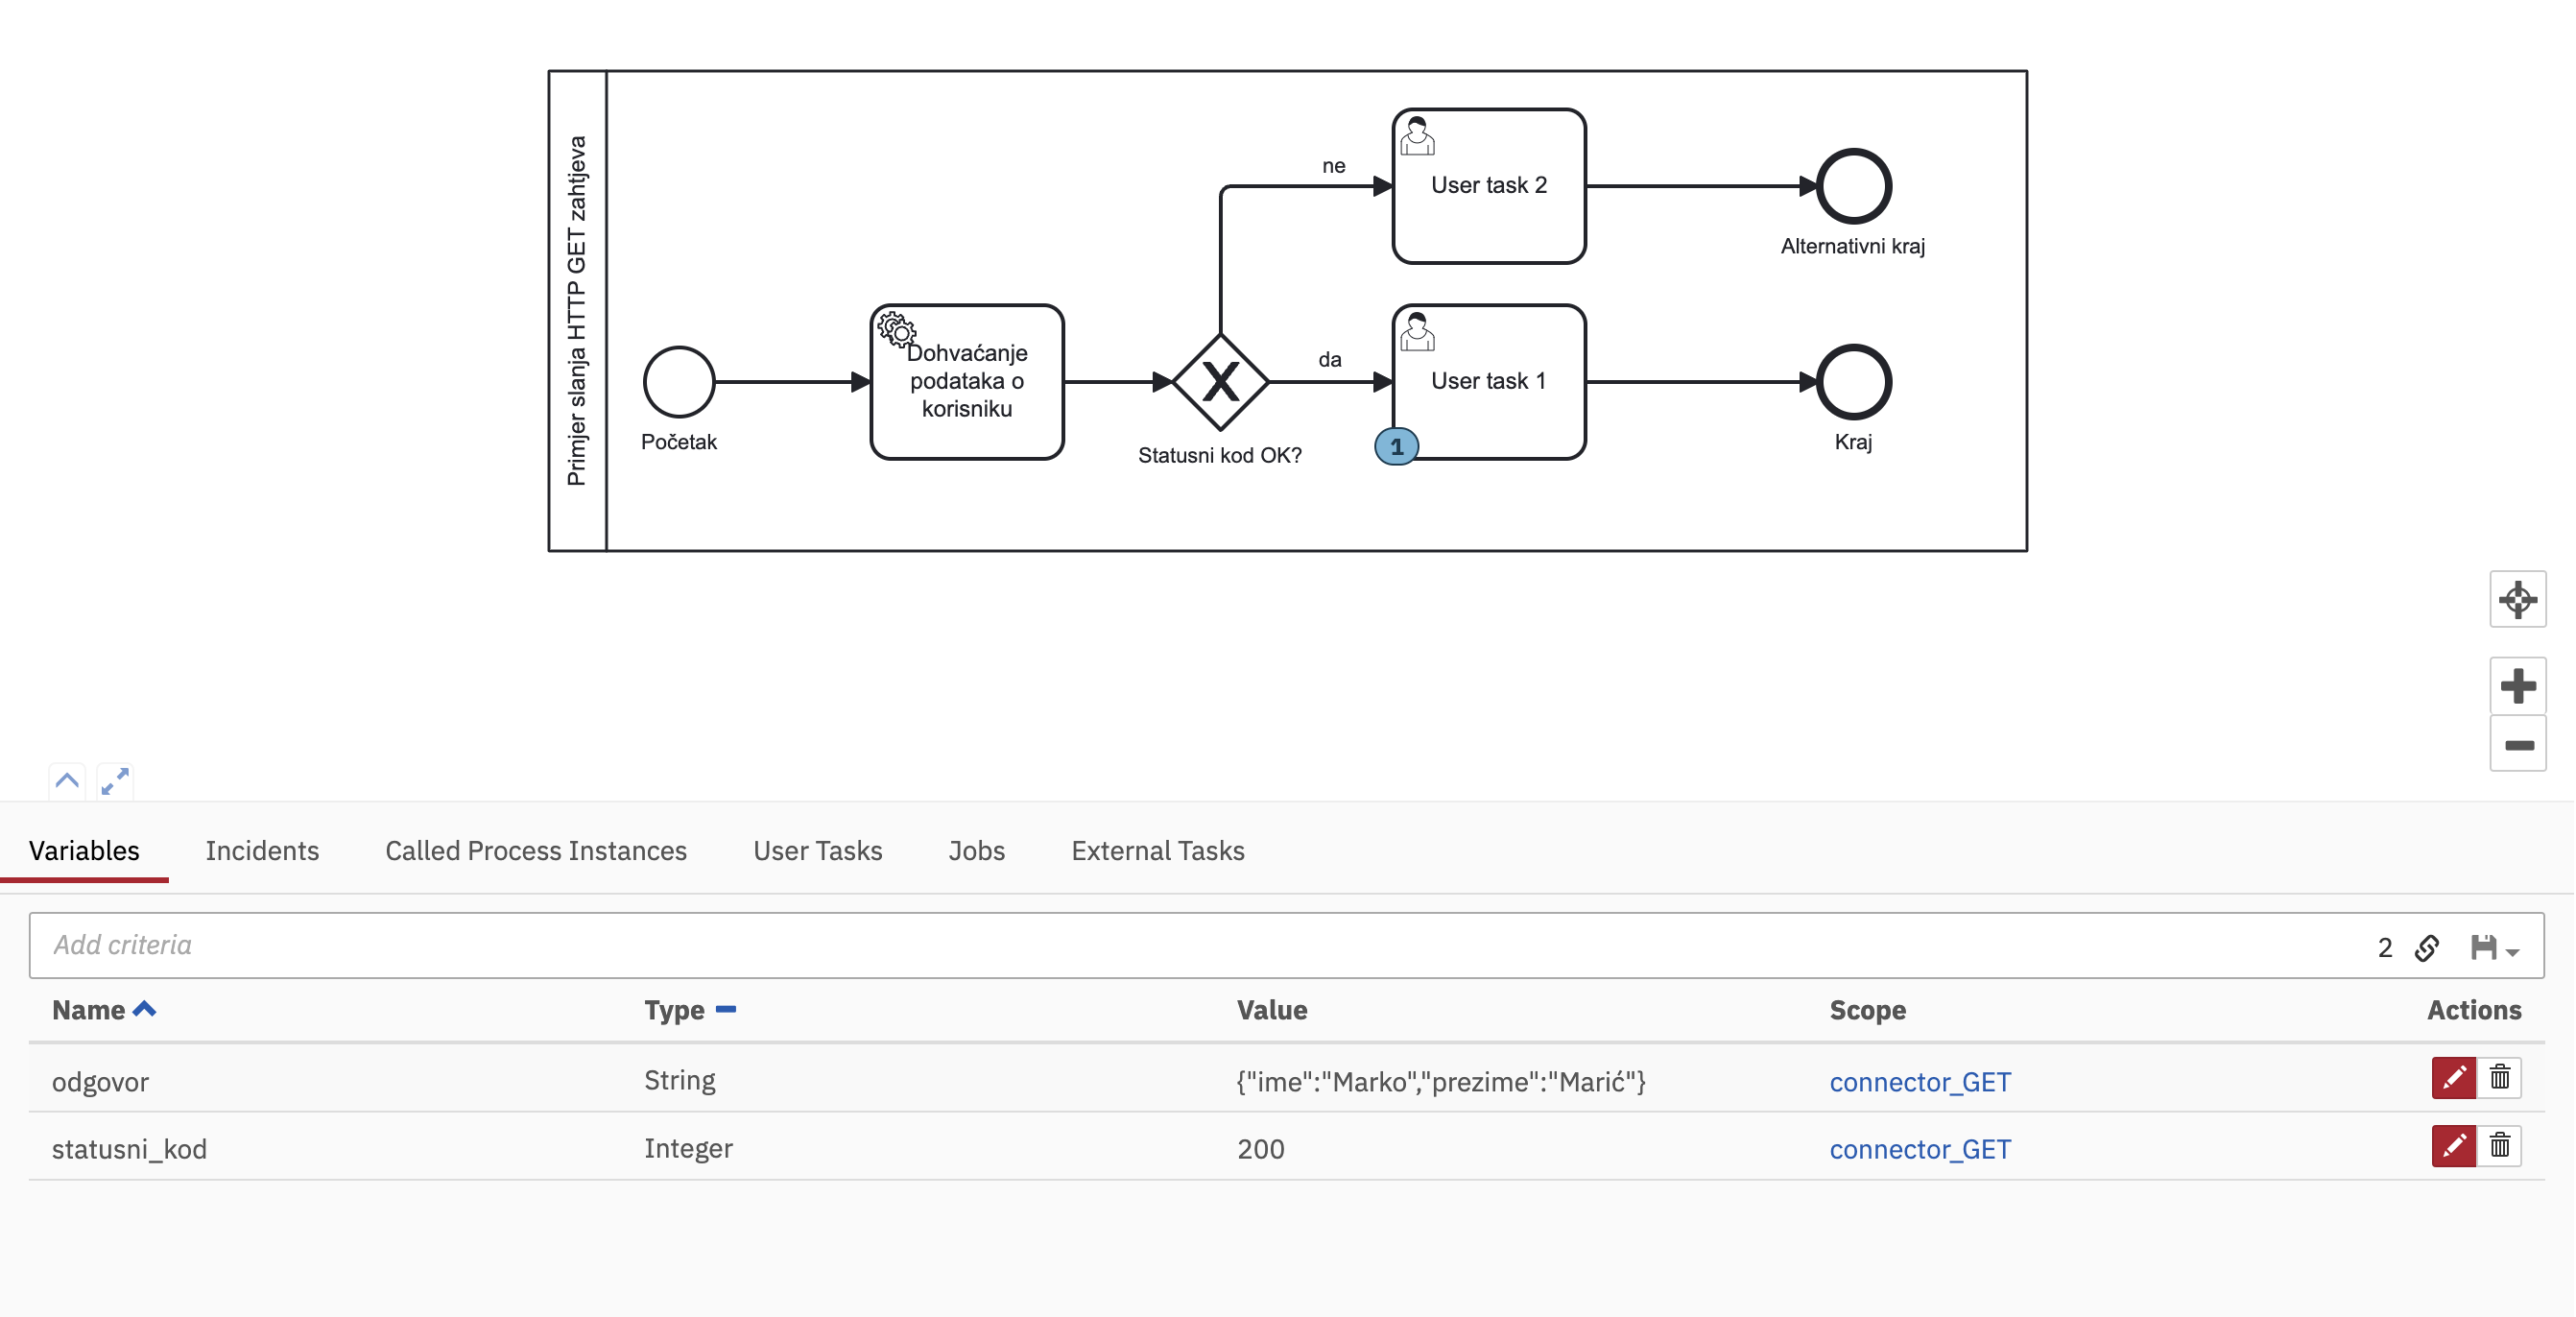 Primjer slanja HTTP GET zahtjeva
ne
User task 2
Alternativni kraj
Početak
Dohvaćanje
podataka o
korisniku
Statusni kod OK?
da
User task 1
1
Kraj
Variables Incidents Called Process Instances User Tasks Jobs External Tasks
Add criteria 2
Name Type Value Scope Actions
odgovor String {"ime":"Marko","prezime":"Marić"} connector_GET
statusni_kod Integer 200 connector_GET